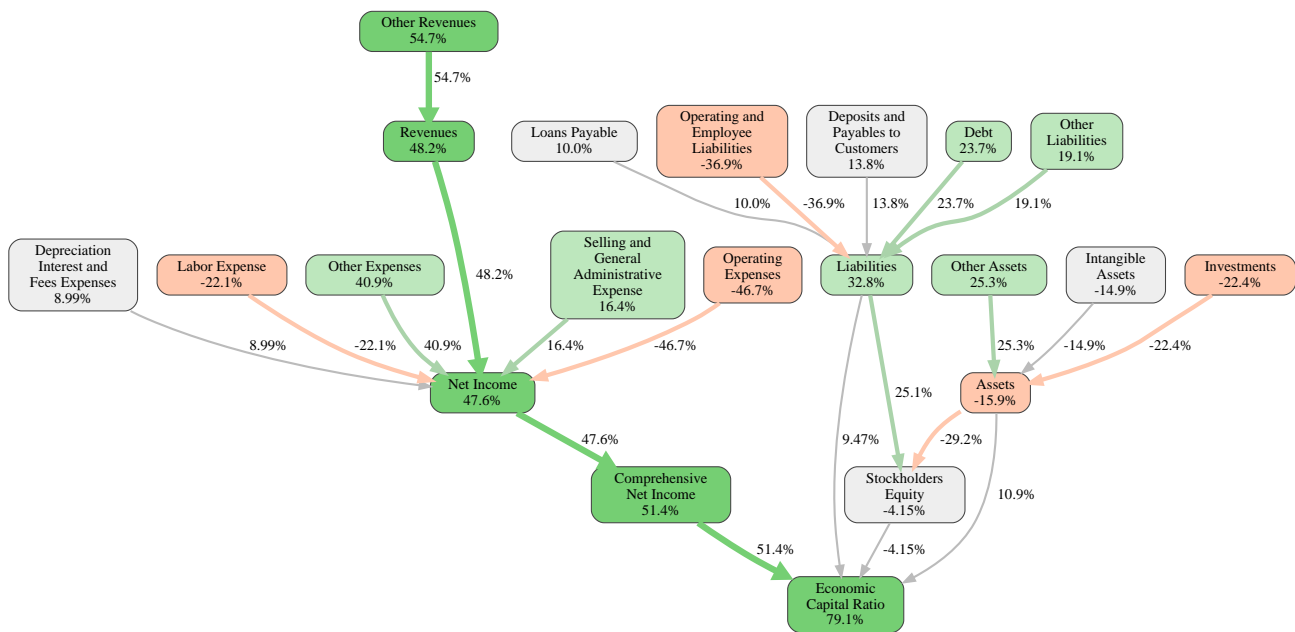 Other Revenues
54.7%
54.7%
Revenues
48.2%
Loans Payable
10.0%
Operating and
Employee
Liabilities
-36.9%
Deposits and
Payables to
Customers
13.8%
Debt
23.7%
Other
Liabilities
19.1%
10.0%
-36.9%
13.8%
23.7%
19.1%
Depreciation
Interest and
Fees Expenses
8.99%
Labor Expense
-22.1%
Other Expenses
40.9%
48.2%
Selling and
General
Administrative
Expense
16.4%
Operating
Expenses
-46.7%
Liabilities
32.8%
Other Assets
25.3%
Intangible
Assets
-14.9%
Investments
-22.4%
8.99%
-22.1%
40.9%
16.4%
-46.7%
25.3%
-14.9%
-22.4%
Net Income
47.6%
25.1%
Assets
-15.9%
47.6%
9.47%
-29.2%
10.9%
Comprehensive
Net Income
51.4%
Stockholders
Equity
-4.15%
51.4%
-4.15%
Economic
Capital Ratio
79.1%